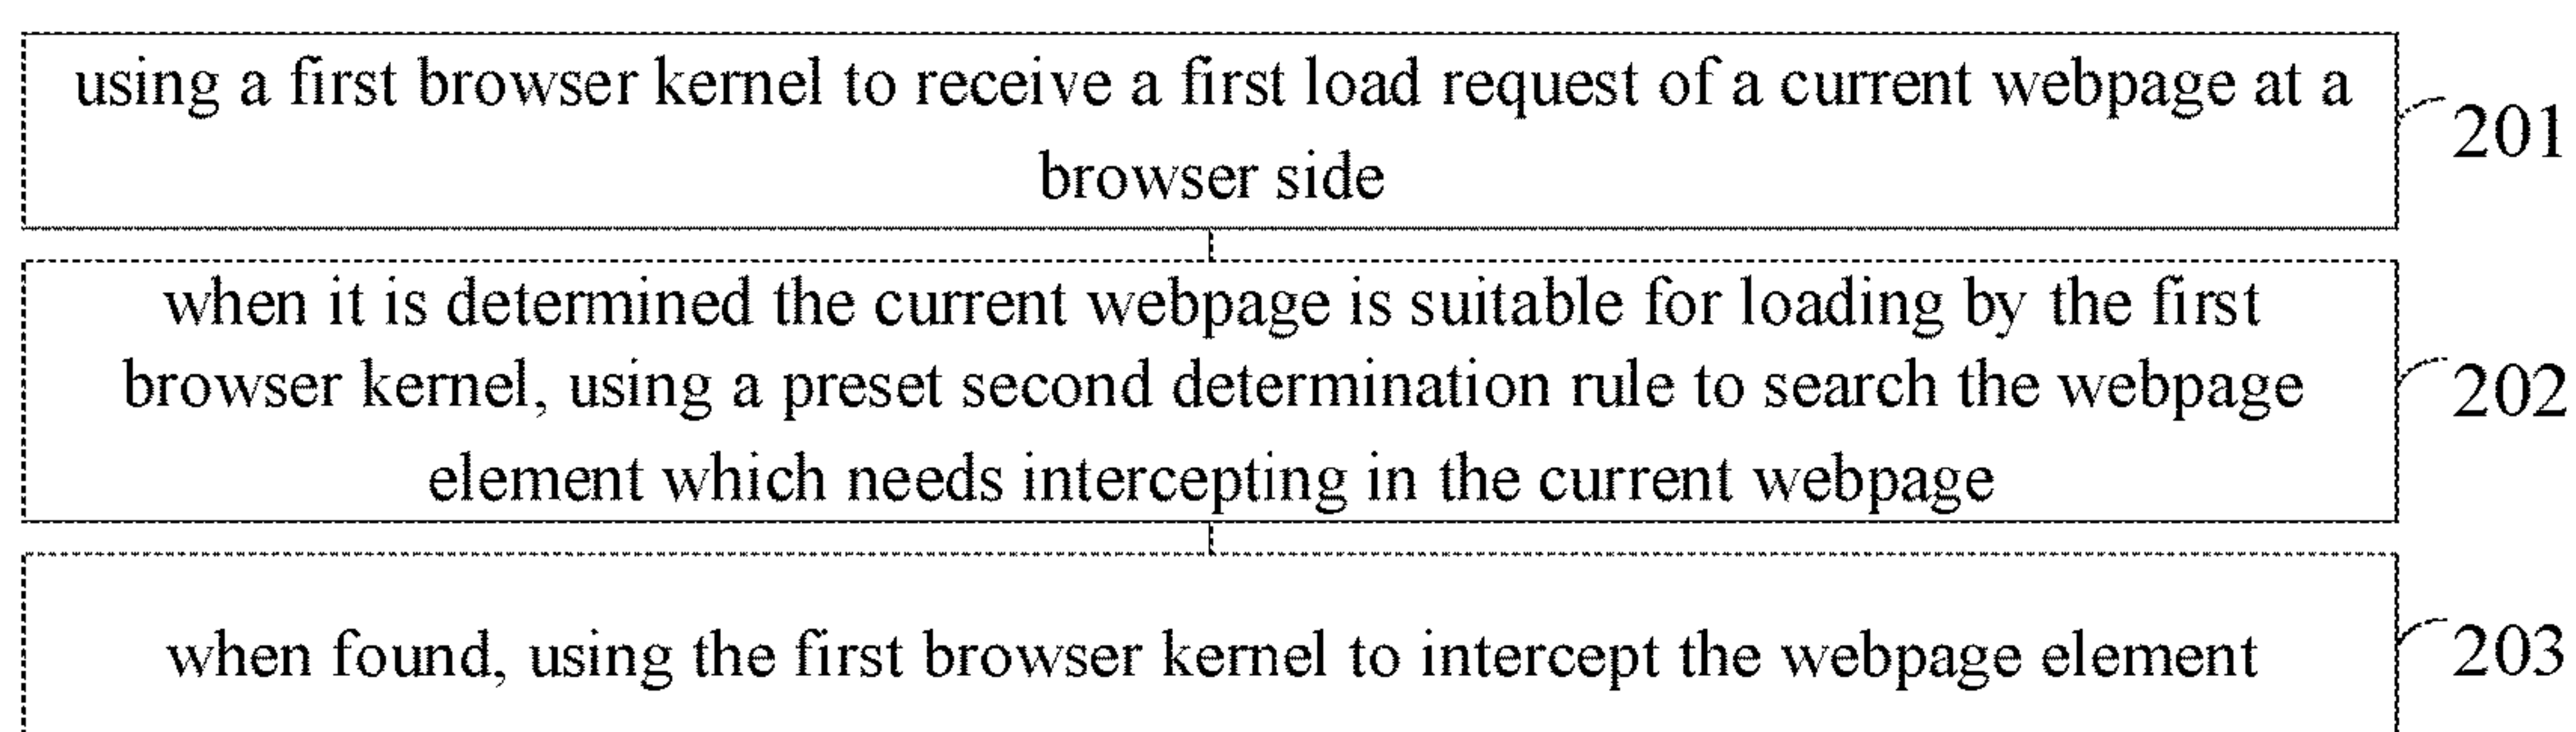 using a first browser kernel to receive a first load request of a current webpage at a
browser side
201
when it is determined the current webpage is suitable for loading by the first
browser kernel, using a preset second determination rule to search the webpage
element which needs intercepting in the current webpage
202
when found, using the first browser kernel to intercept the webpage element
203